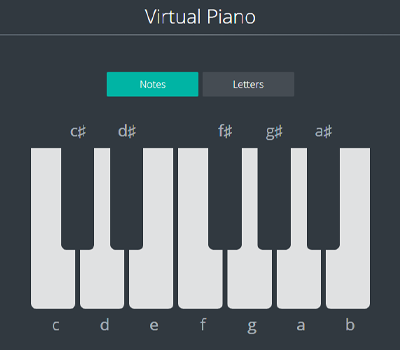 Virtual Piano
Notes Letters
c♯ d♯ f♯ g♯ a♯
c d e f g a b